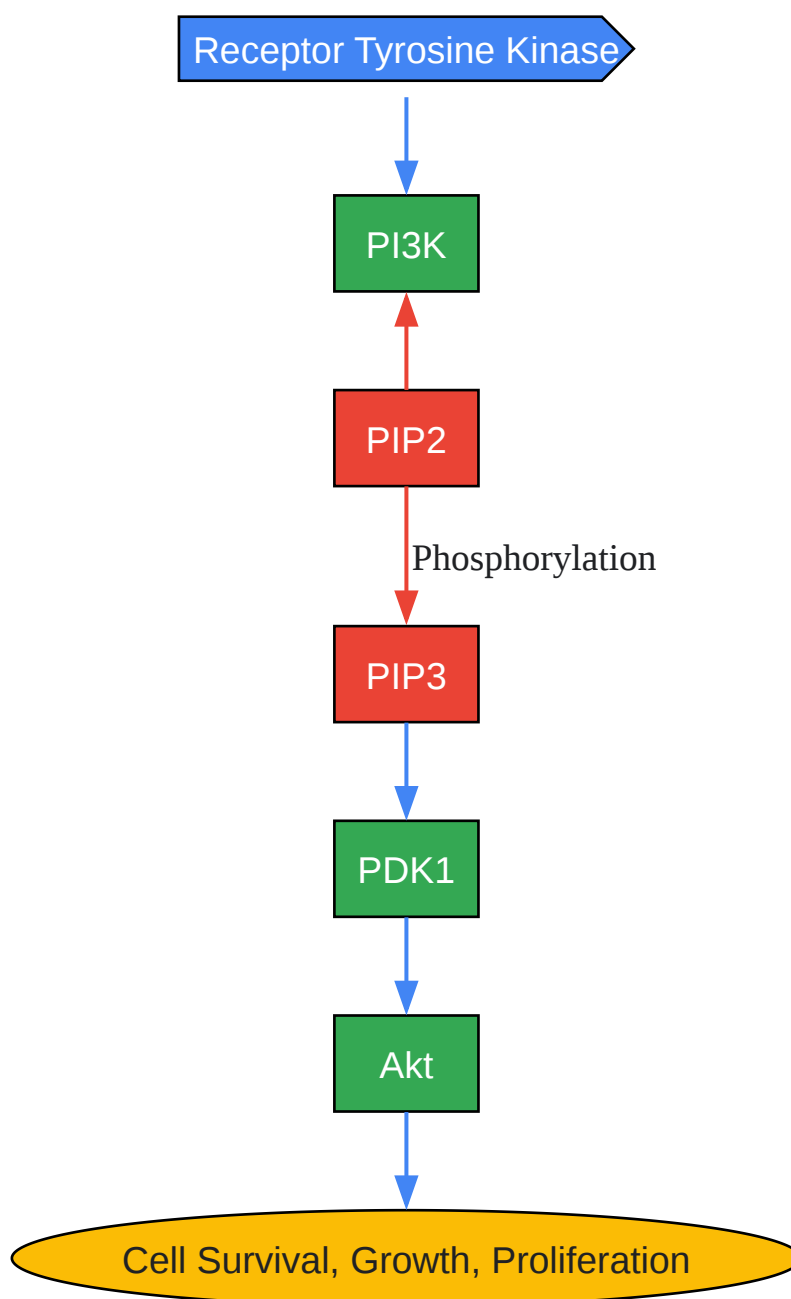 Receptor Tyrosine Kinase
PI3K
PIP2
Phosphorylation
PIP3
PDK1
Akt
Cell Survival, Growth, Proliferation